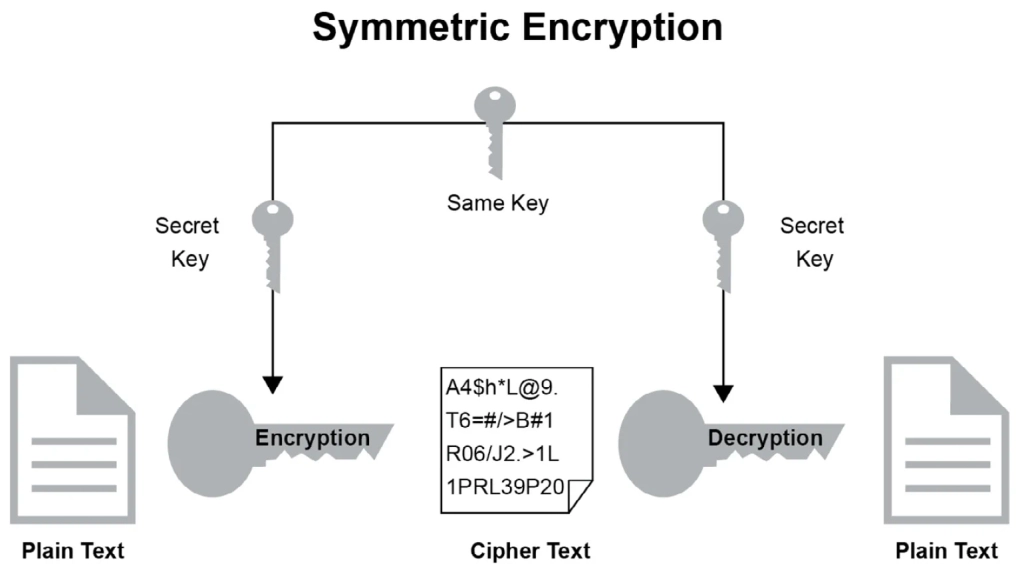 Symmetric Encryption
Same Key
Secret
Key
Secret
Key
Encryption
A4$h*L@9.
T6=#/>B#1
R06/J2.>1L
1PRL39P20
Decryption
Plain Text
Cipher Text
Plain Text